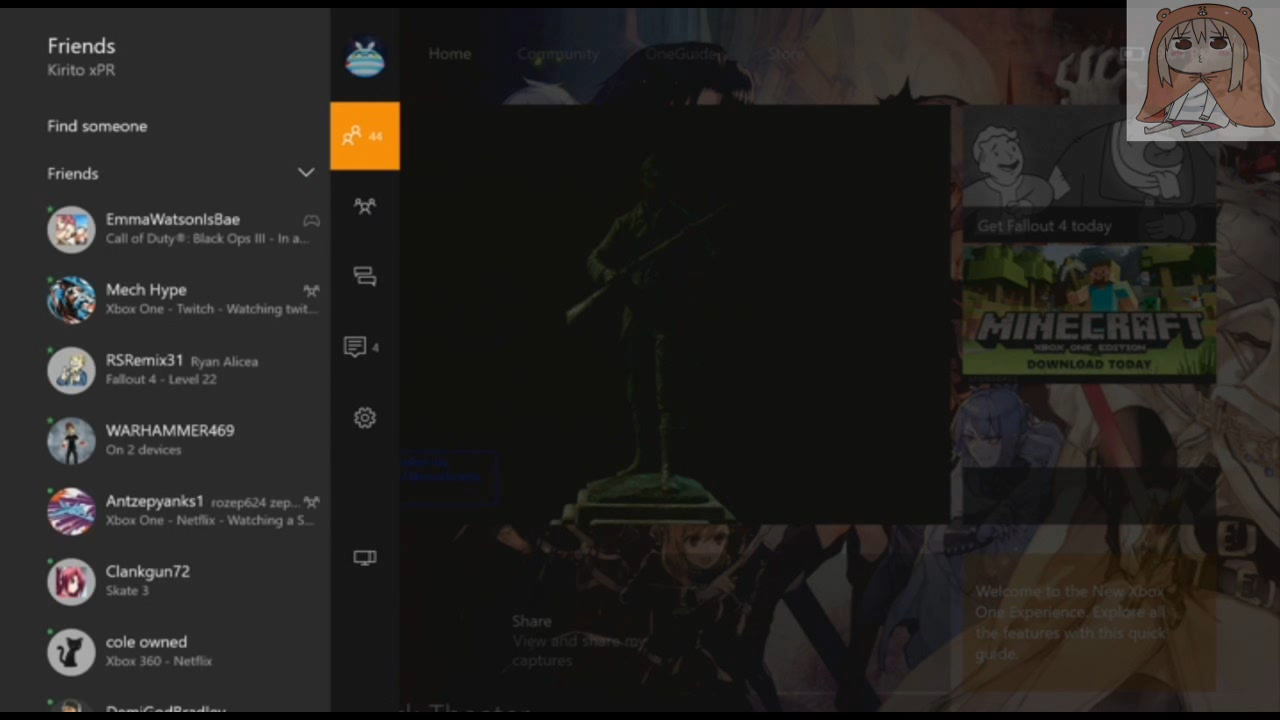 Friends
Kirito xPR
Find someone
Friends
EmmaWatsonIsBae
Call of Duty®: Black Ops III - In a...
Mech Hype
Xbox One - Twitch - Watching twit...
RSRemix31 Ryan Alicea
Fallout 4 - Level 22
WARHAMMER469
On 2 devices
Antzepyanks1 rozep624 zep...
Xbox One - Netflix - Watching a S...
Clankgun72
Skate 3
cole owned
Xbox 360 - Netflix
DemiGodBradley
44
4
Home
Community
OneGuide
Store
Get Fallout 4 today
MINECRAFT
XBOX ONE EDITION
DOWNLOAD TODAY
Share
View and share my
captures
Welcome to the New Xbox
One Experience. Explore all
the features with this quick
guide.
Theater